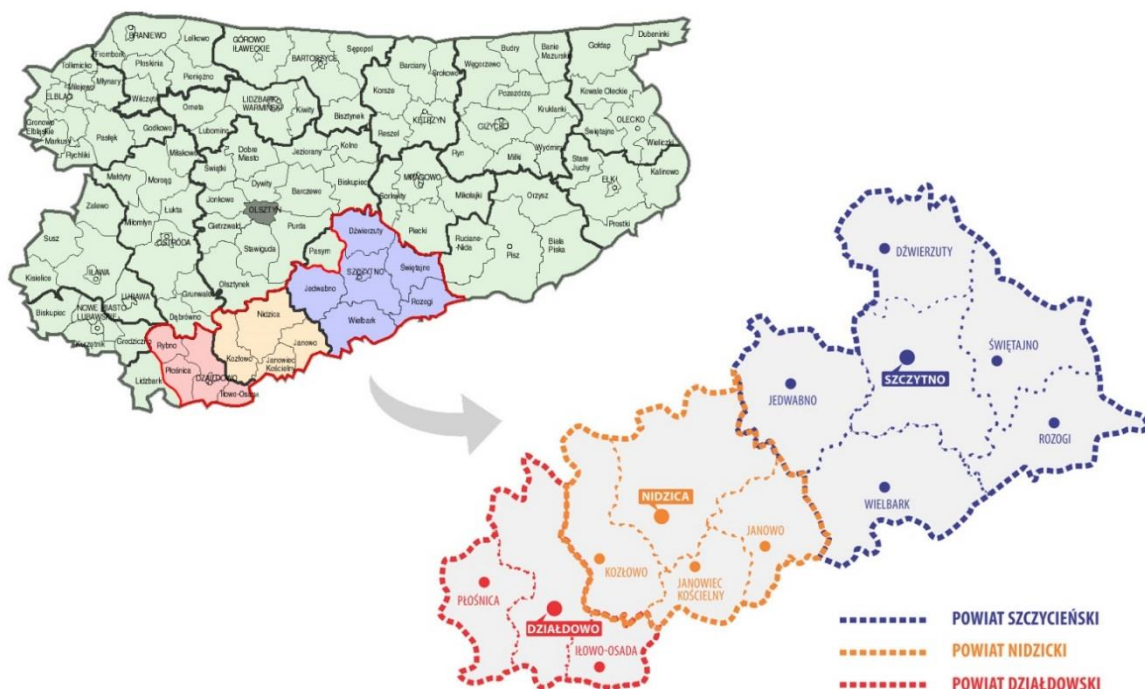 BRANIEWO
Lelkowo
Frombork
Płoskinia
Pieniężno
Tolkmicko
Młynary
Milejewo
ELBLĄG
Wilczęta
Gronowo
Elbląskie
Markusy
Pasłęk
Rychliki
Godkowo
GÓROWO
IŁAWECKIE
Sępopol
BARTOSZYCE
Orneta
LIDZBARK
WARMIŃSKI
Kiwity
Lubomino
Bisztynek
Barciany
Srokowo
Korsze
KĘTRZYN
Reszel
Budry
Banie
Mazurskie
Węgorzewo
Pozezdrze
Kruklanki
GIŻYCKO
Wydminy
Ryn
Miłki
Gołdap
Dubeninki
Kowale Oleckie
OLECKO
Świętajno
Wieliczki
Stare
Juchy
EŁK
Kalinowo
Prostki
Małdyty
Miłakowo
Morąg
Zalewo
Łukta
Miłomłyn
OSTRÓDA
Susz
IŁAWA
Kisielice
LUBAWA
Grunwald
Dąbrówno
Biskupiec
NOWE MIASTO
LUBAWSKIE
Kurzętnik
Grodziczno
Lidzbark
Dobre
Miasto
Jeziorany
Kolno
Świątki
Dywity
Barczewo
Biskupiec
Jonkowo
OLSZTYN
Gietrzwałd
Purda
Stawiguda
Olsztynek
Pasym
MRĄGOWO
Sorkwity
Mikołajki
Piecki
Orzysz
Ruciane-
Nida
Pisz
Biała
Piska
Dźwierzuty
SZCZYTNO
Świętajno
Jedwabno
Rozogi
Wielbark
Nidzica
Janowo
Kozłowo
Janowiec
Kościelny
Rybno
Płośnica
DZIAŁDOWO
Iłowo-Osada
DŹWIERZUTY
ŚWIĘTAJNO
SZCZYTNO
JEDWABNO
ROZOGI
WIELBARK
NIDZICA
JANOWO
KOZŁOWO
JANOWIEC
KOŚCIELNY
PŁOŚNICA
DZIAŁDOWO
IŁOWO-OSADA
POWIAT SZCZYCIEŃSKI
POWIAT NIDZICKI
POWIAT DZIAŁDOWSKI